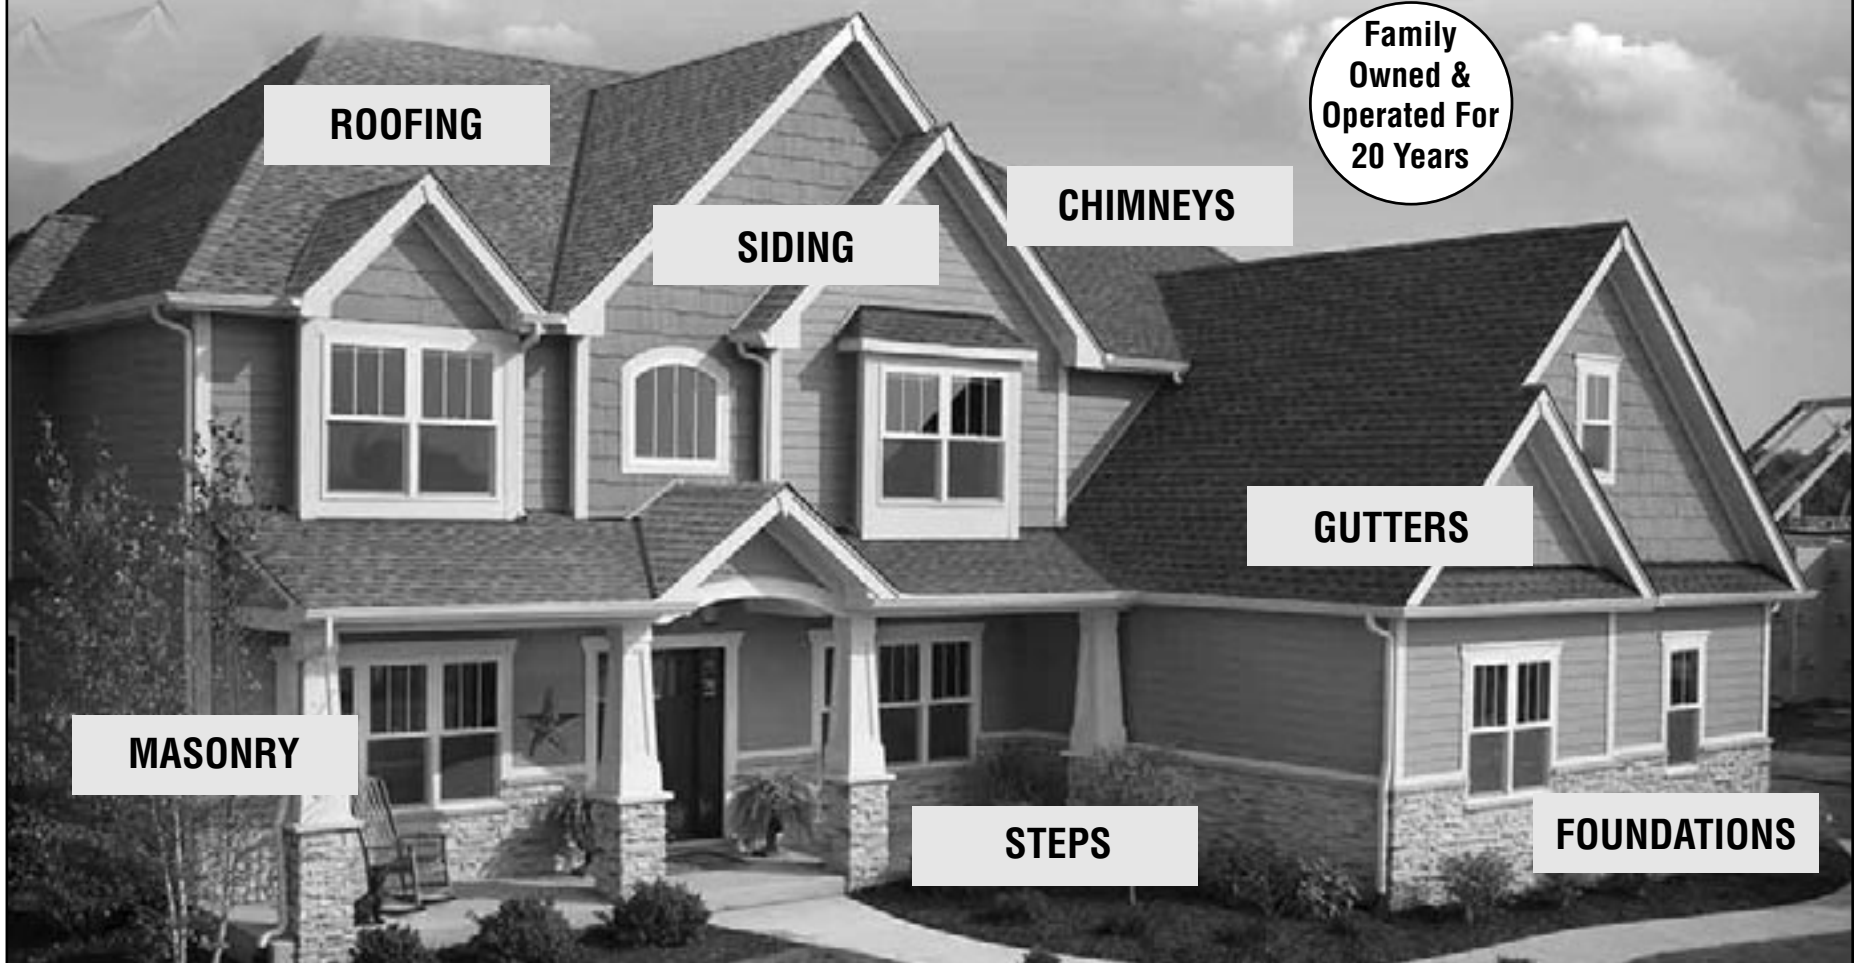 Family
Owned &
Operated For
20 Years
ROOFING
CHIMNEYS
SIDING
GUTTERS
MASONRY
STEPS
FOUNDATIONS